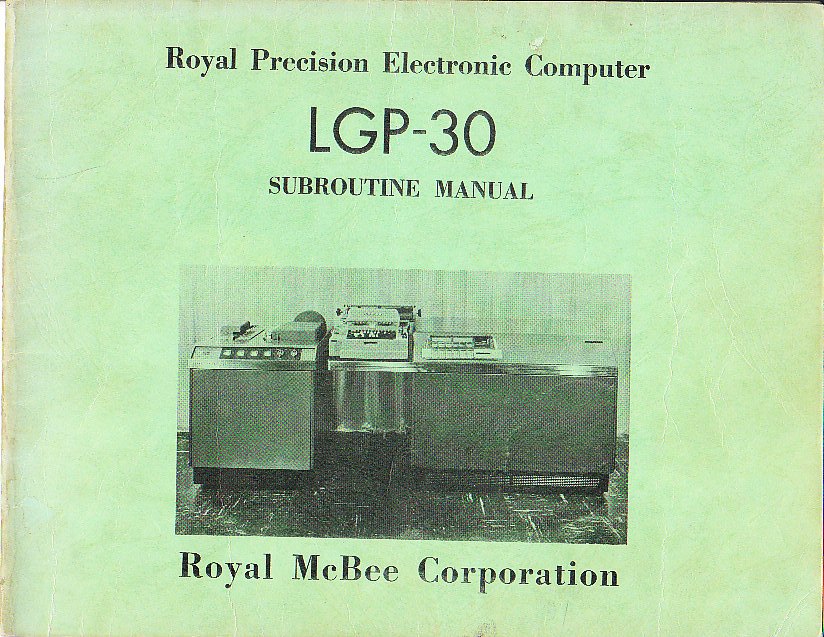 Royal Precision Electronic Computer
LGP-30
SUBROUTINE MANUAL
Royal McBee Corporation